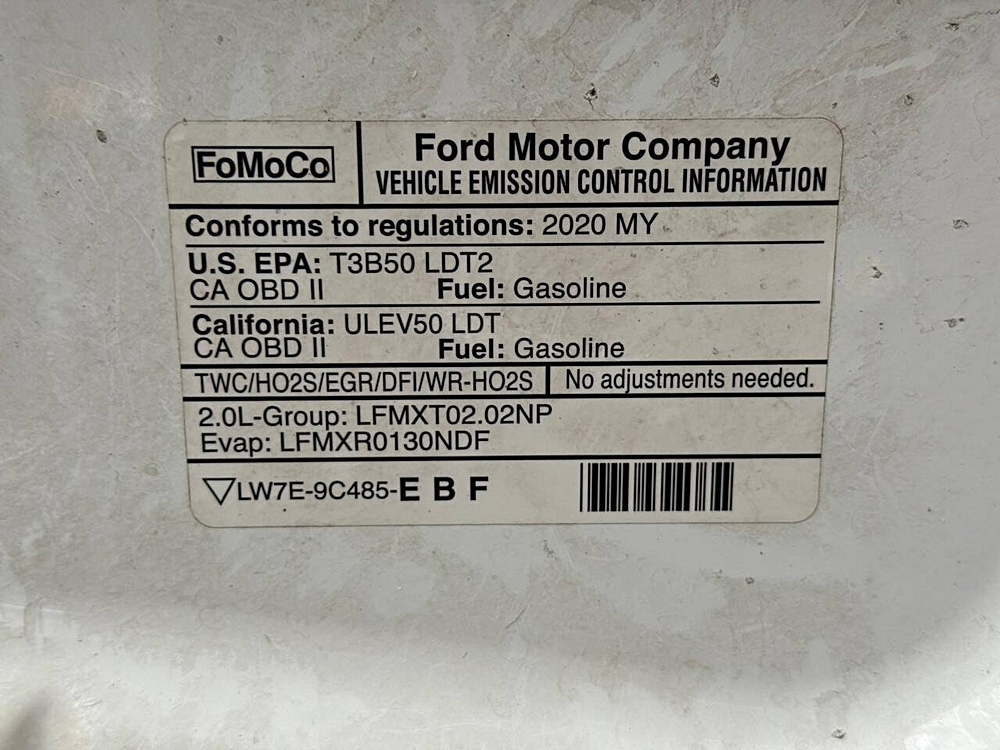 FoMoCo
Ford Motor Company
VEHICLE EMISSION CONTROL INFORMATION
Conforms to regulations: 2020 MY
U.S. EPA: T3B50 LDT2
CA OBD II Fuel: Gasoline
California: ULEV50 LDT
CA OBD II Fuel: Gasoline
TWC/HO2S/EGR/DFI/WR-HO2S No adjustments needed.
2.0L-Group: LFMXT02.02NP
Evap: LFMXR0130NDF
LW7E-9C485-E B F